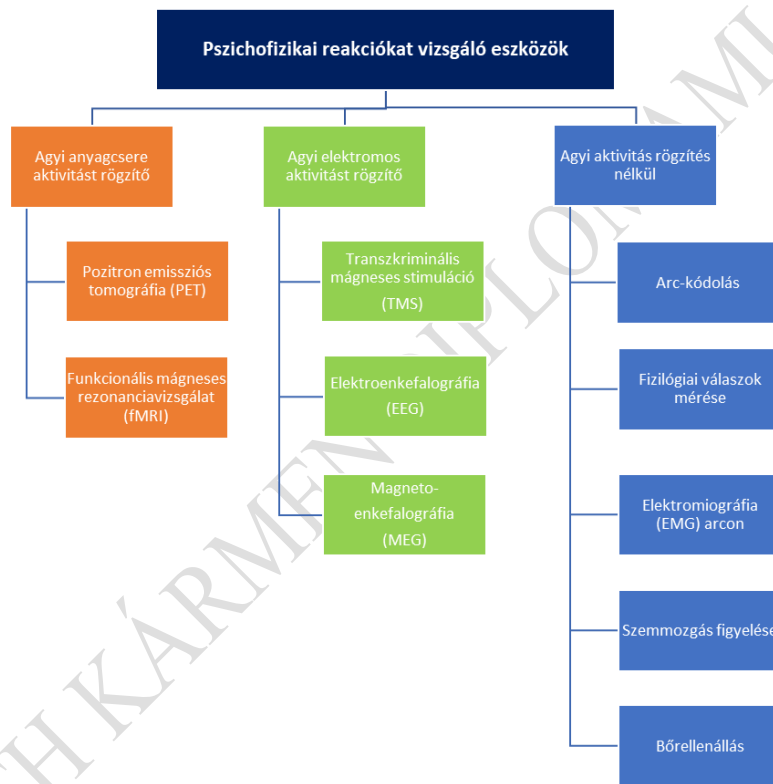 Pszichofizikai reakciókat vizsgáló eszközök
Agyi anyagcsere
aktivitást rögzítő
Pozitron emissziós
tomográfia (PET)
Funkcionális mágneses
rezonanciavizsgálat
(fMRI)
Agyi elektromos
aktivitást rögzítő
Transzkriminális
mágneses stimuláció
(TMS)
Elektroenkefalográfia
(EEG)
Magneto-
enkefalográfia
(MEG)
Agyi aktivitás rögzítés
nélkül
Arc-kódolás
Fizilógiai válaszok
mérése
Elektromiográfia
(EMG) arcon
Szemmozgás figyelése
Bőrellenállás
KÁRMEN